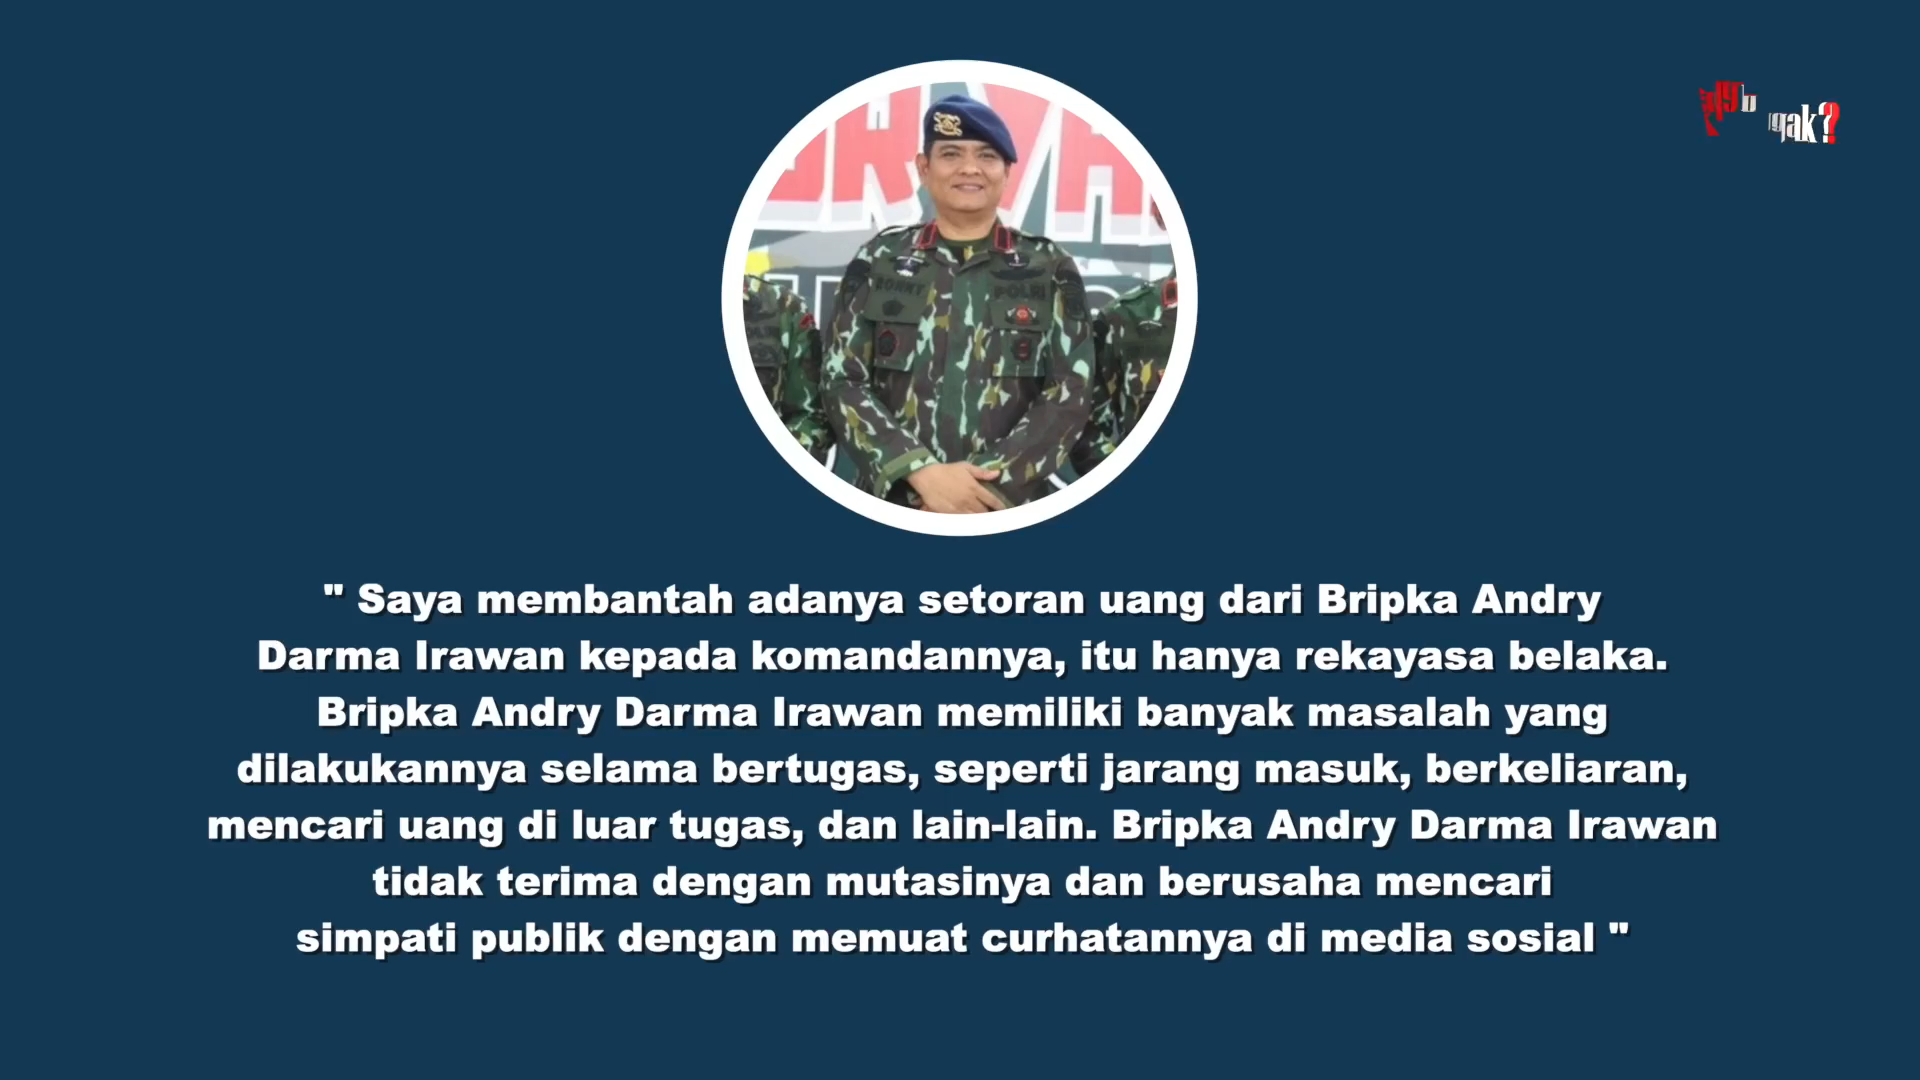 gak?
RONNY
POLRI
" Saya membantah adanya setoran uang dari Bripka Andry
Darma Irawan kepada komandannya, itu hanya rekayasa belaka.
Bripka Andry Darma Irawan memiliki banyak masalah yang
dilakukannya selama bertugas, seperti jarang masuk, berkeliaran,
mencari uang di luar tugas, dan lain-lain. Bripka Andry Darma Irawan
tidak terima dengan mutasinya dan berusaha mencari
simpati publik dengan memuat curhatannya di media sosial "